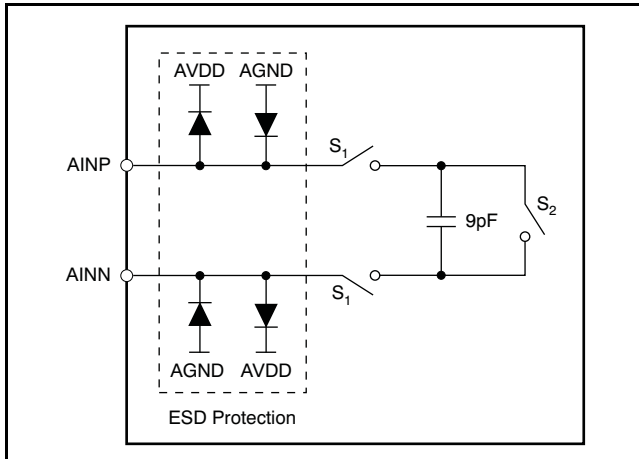 AVDD AGND
S1
AINP
9pF
S2
AINN
S1
AGND AVDD
ESD Protection